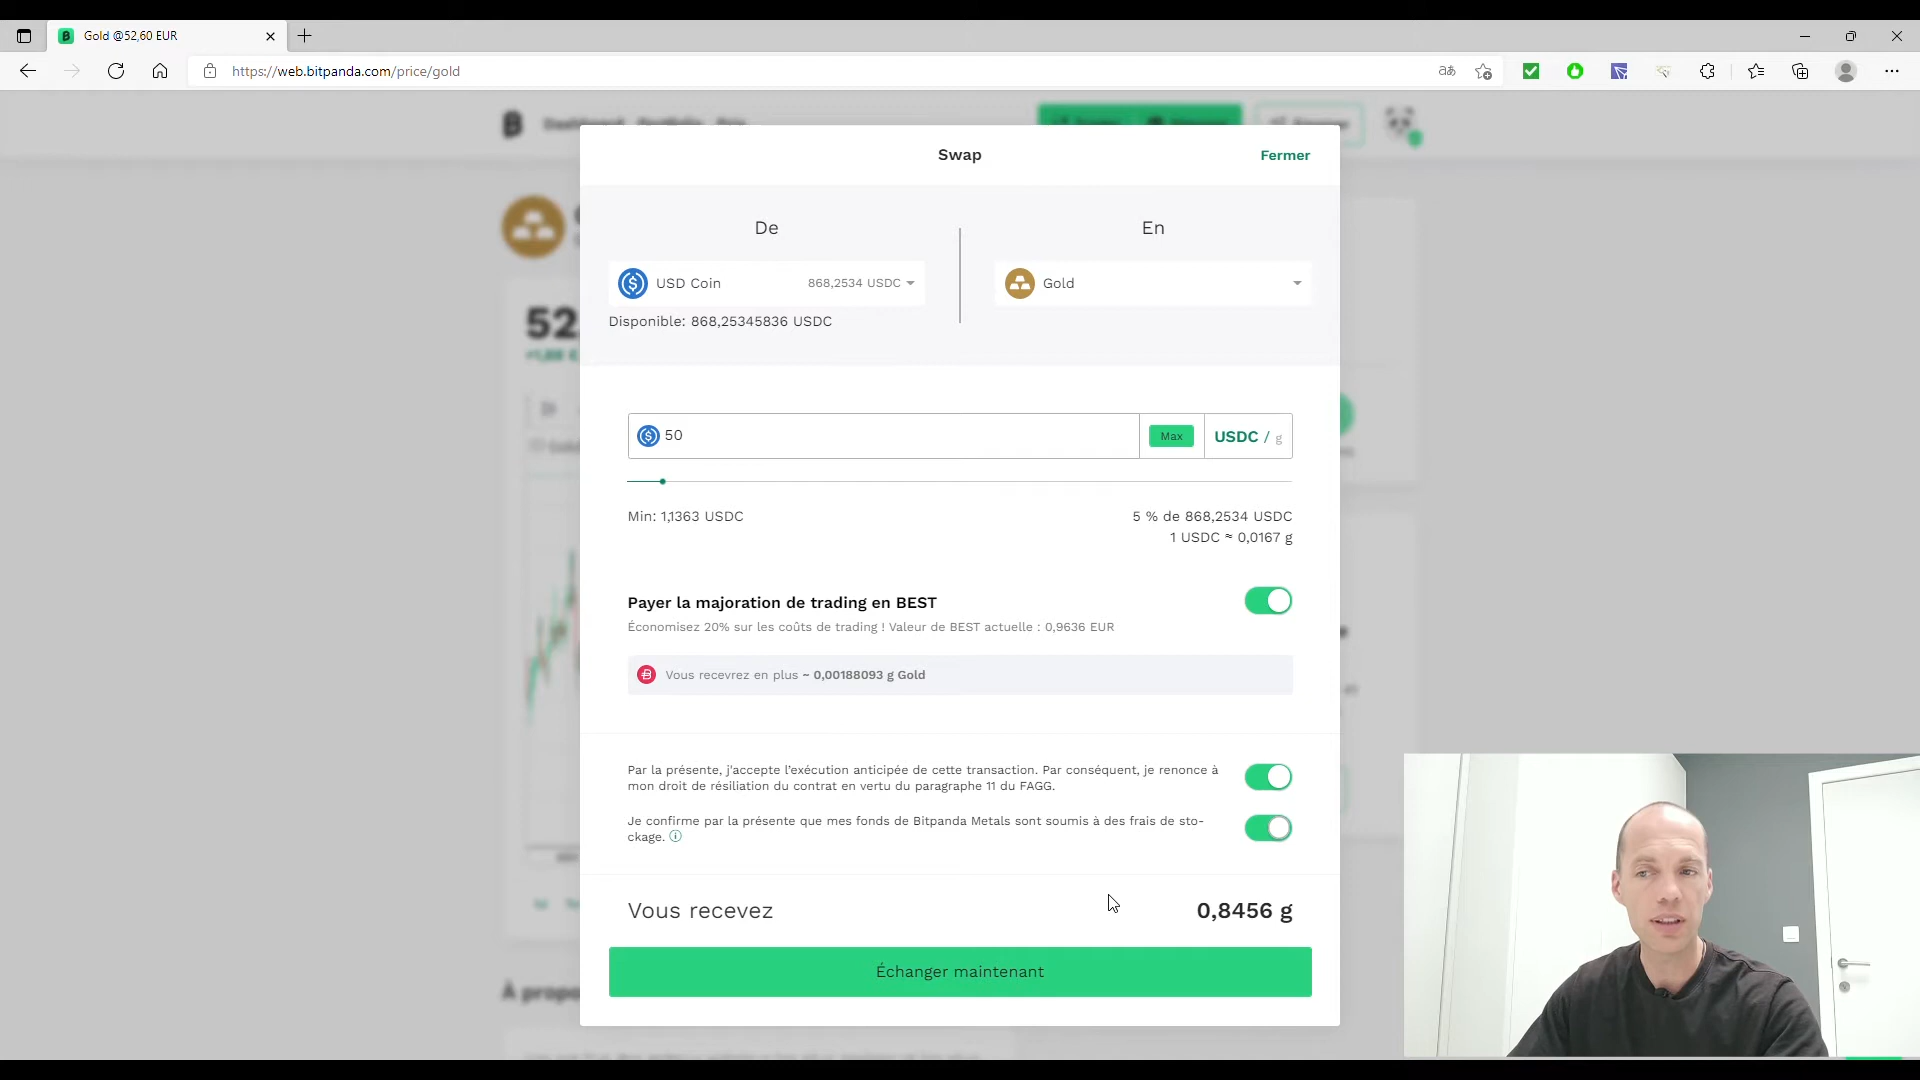 Gold @52,60 EUR
https://web.bitpanda.com/price/gold
Dashboard Portfolio Prix
Swap
Fermer
De
En
USD Coin
868,2534 USDC
Gold
Disponible: 868,25345836 USDC
52
50
Max
USDC / g
Min: 1,1363 USDC
5 % de 868,2534 USDC
1 USDC ≈ 0,0167 g
Payer la majoration de trading en BEST
Économisez 20% sur les coûts de trading ! Valeur de BEST actuelle : 0,9636 EUR
Vous recevrez en plus ~ 0,00188093 g Gold
Par la présente, j'accepte l'exécution anticipée de cette transaction. Par conséquent, je renonce à
mon droit de résiliation du contrat en vertu du paragraphe 11 du FAGG.
Je confirme par la présente que mes fonds de Bitpanda Metals sont soumis à des frais de sto-
ckage.
Vous recevez
0,8456 g
Échanger maintenant
À propo